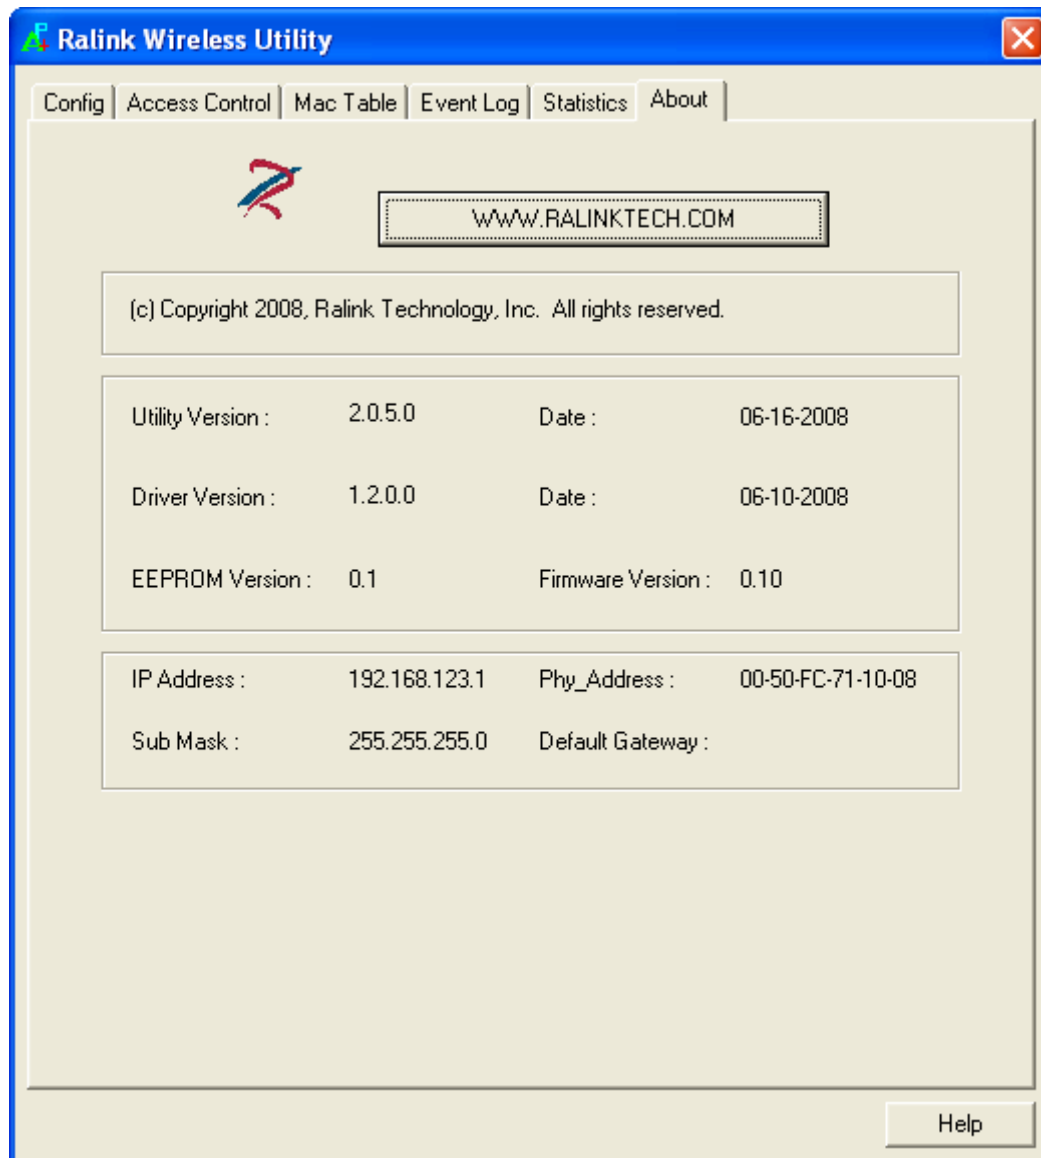 Ralink Wireless Utility
Config Access Control Mac Table Event Log Statistics About
WWW.RALINKTECH.COM
(c) Copyright 2008, Ralink Technology, Inc. All rights reserved.
Utility Version : 2.0.5.0 Date : 06-16-2008
Driver Version : 1.2.0.0 Date : 06-10-2008
EEPROM Version : 0.1 Firmware Version : 0.10
IP Address : 192.168.123.1 Phy_Address : 00-50-FC-71-10-08
Sub Mask : 255.255.255.0 Default Gateway :
Help